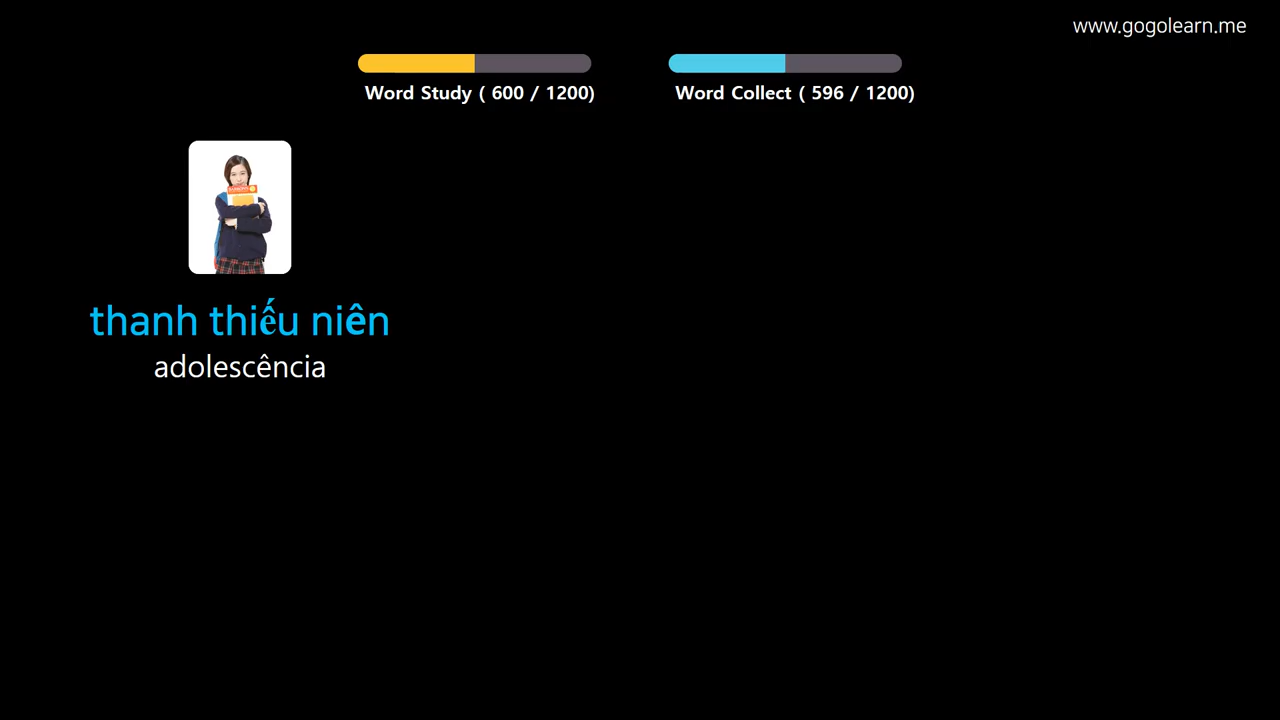 www.gogolearn.me
Word Study ( 600 / 1200)
Word Collect ( 596 / 1200)
thanh thiếu niên
adolescência